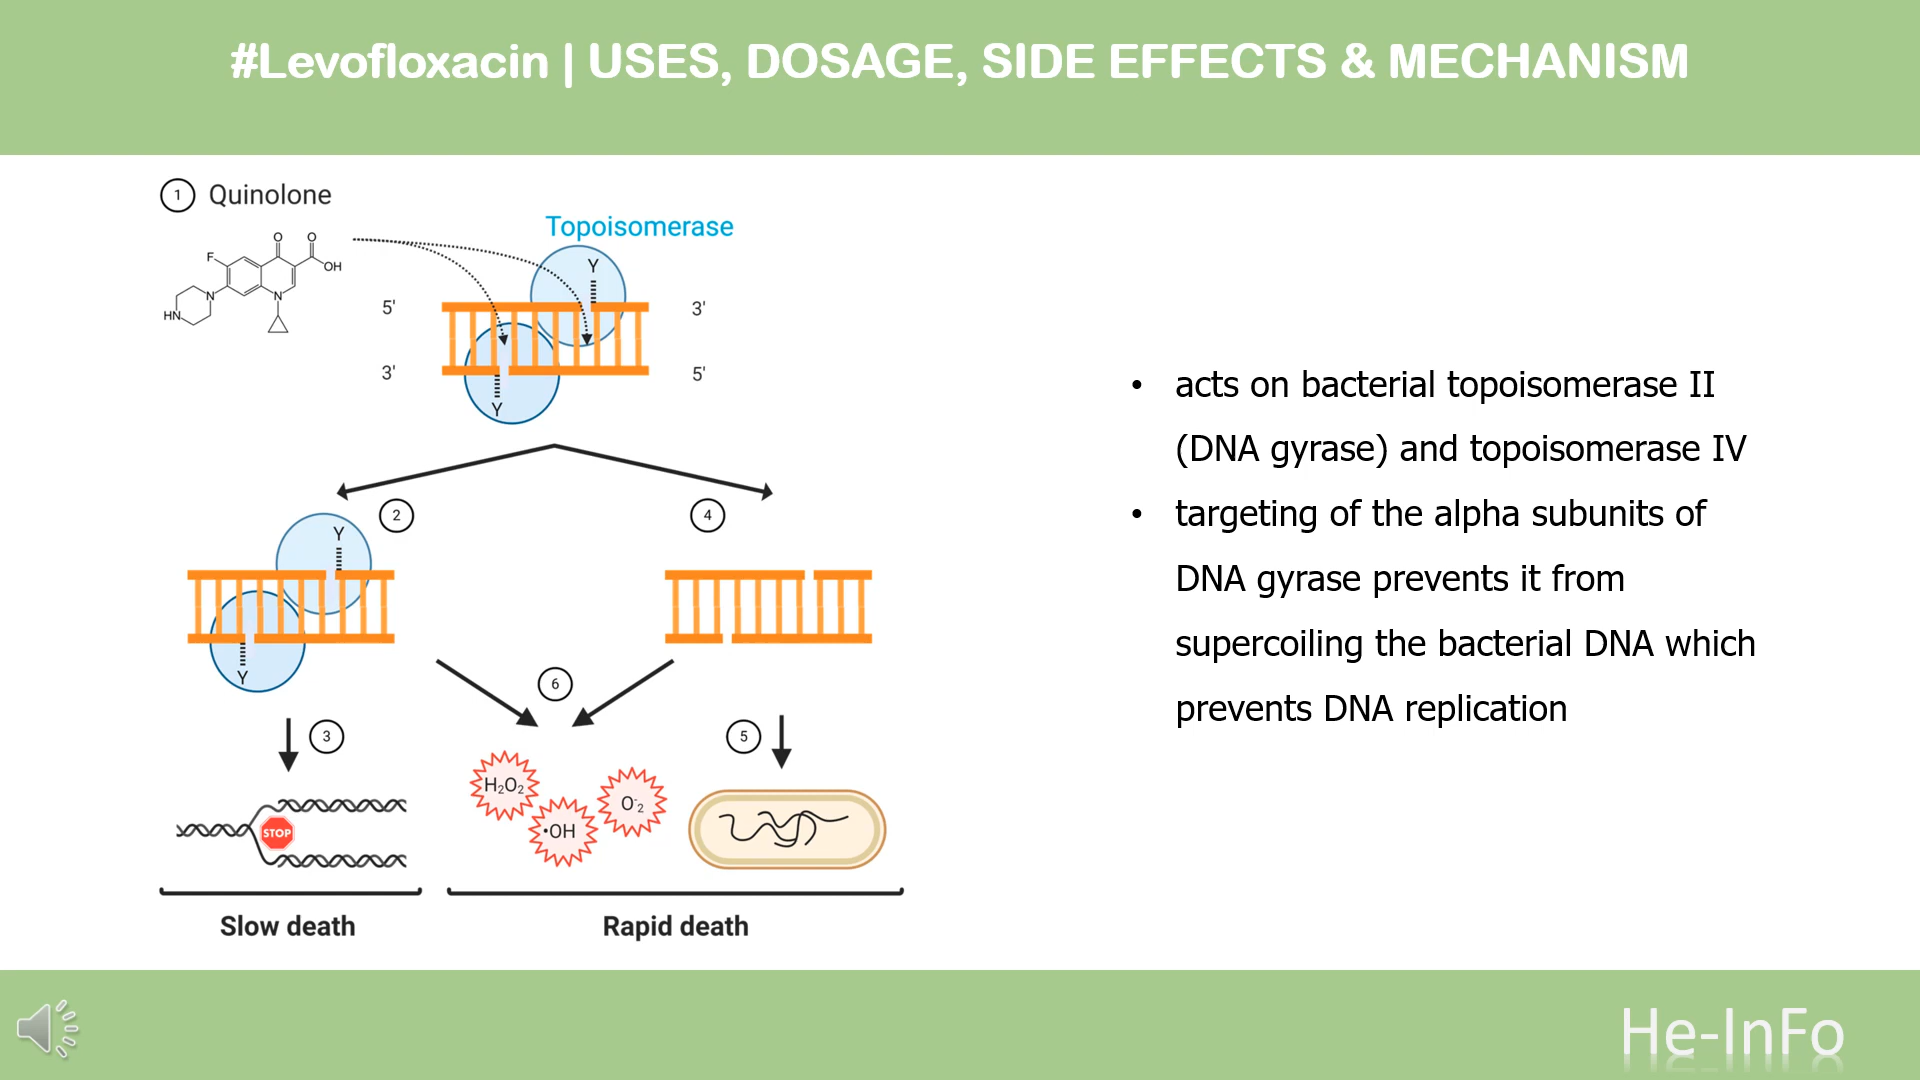 #Levofloxacin | USES, DOSAGE, SIDE EFFECTS & MECHANISM
1 Quinolone
Topoisomerase
F O O OH
N N HN
Y
5' 3'
3' 5'
Y
2 4
Y
Y
6
3 5
H₂O₂
•OH
O⁻₂
STOP
Slow death
Rapid death
• acts on bacterial topoisomerase II
(DNA gyrase) and topoisomerase IV
• targeting of the alpha subunits of
DNA gyrase prevents it from
supercoiling the bacterial DNA which
prevents DNA replication
He-InFo